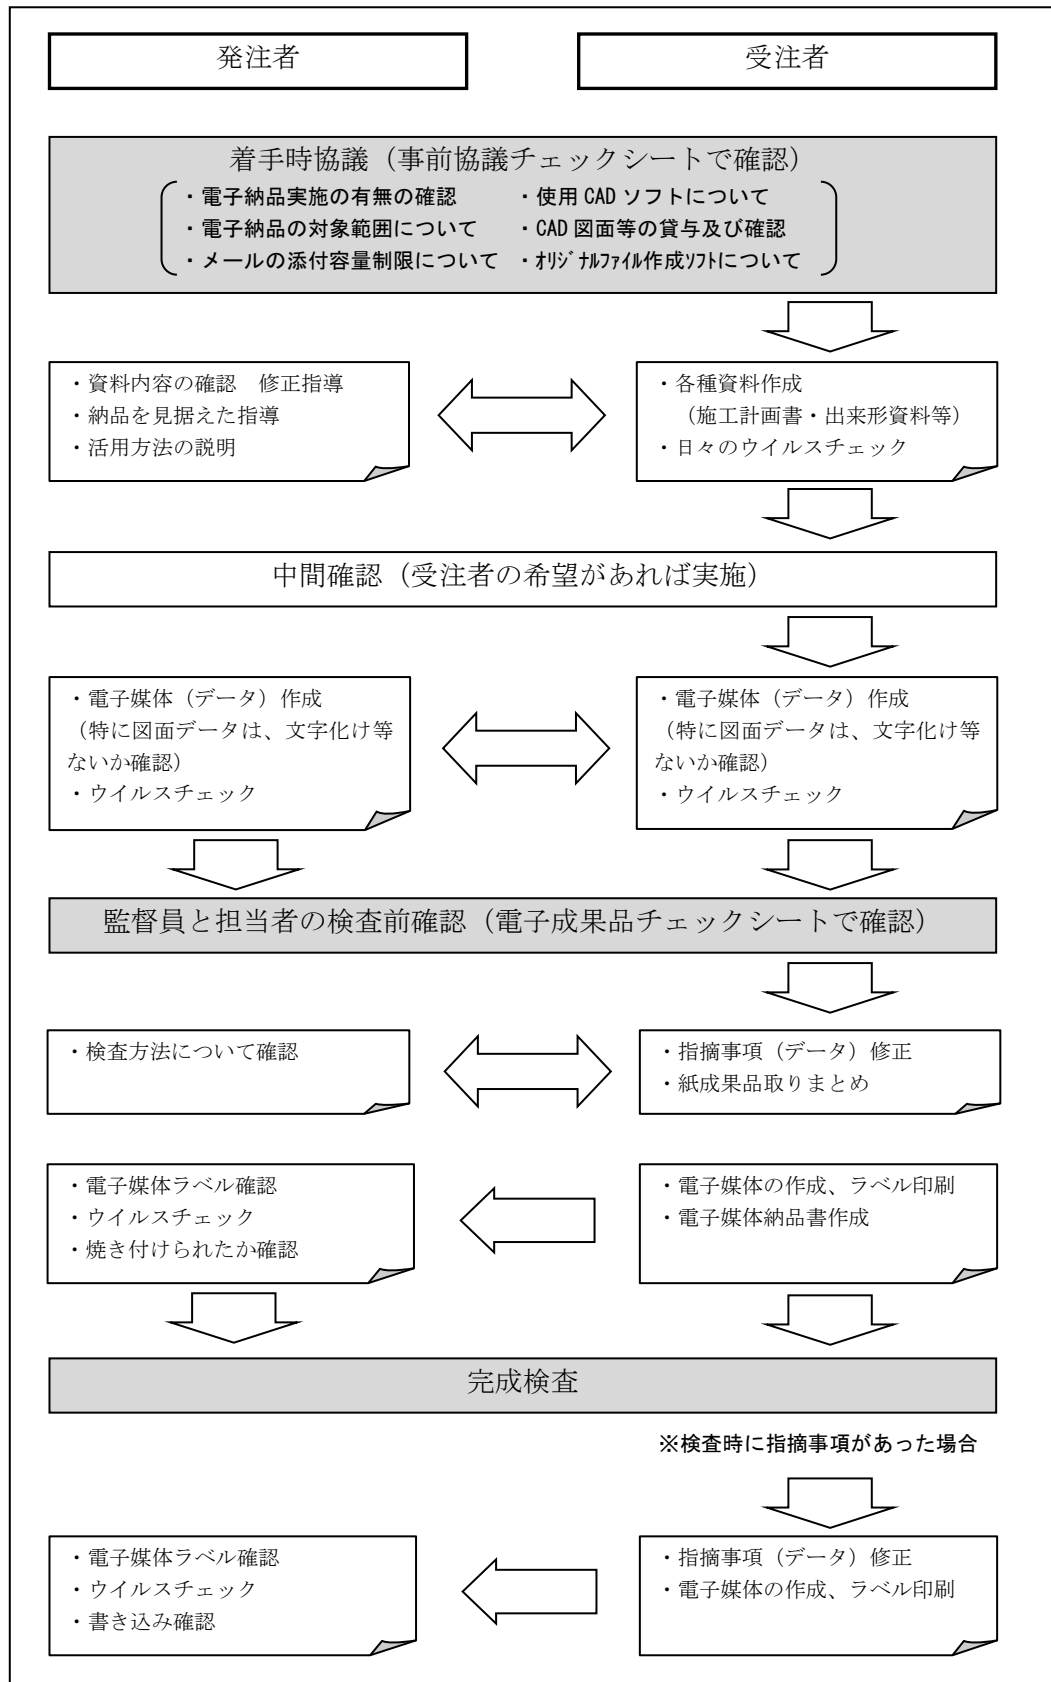 発注者
受注者
着手時協議（事前協議チェックシートで確認）
・電子納品実施の有無の確認
・使用 CAD ソフトについて
・電子納品の対象範囲について
・CAD 図面等の貸与及び確認
・メールの添付容量制限について
・ｵﾘｼﾞﾅﾙﾌｧｲﾙ作成ｿﾌﾄについて
・資料内容の確認　修正指導
・納品を見据えた指導
・活用方法の説明
・各種資料作成
（施工計画書・出来形資料等）
・日々のウイルスチェック
中間確認（受注者の希望があれば実施）
・電子媒体（データ）作成
（特に図面データは、文字化け等
ないか確認）
・ウイルスチェック
・電子媒体（データ）作成
（特に図面データは、文字化け等
ないか確認）
・ウイルスチェック
監督員と担当者の検査前確認（電子成果品チェックシートで確認）
・検査方法について確認
・指摘事項（データ）修正
・紙成果品取りまとめ
・電子媒体ラベル確認
・ウイルスチェック
・焼き付けられたか確認
・電子媒体の作成、ラベル印刷
・電子媒体納品書作成
完成検査
※検査時に指摘事項があった場合
・電子媒体ラベル確認
・ウイルスチェック
・書き込み確認
・指摘事項（データ）修正
・電子媒体の作成、ラベル印刷